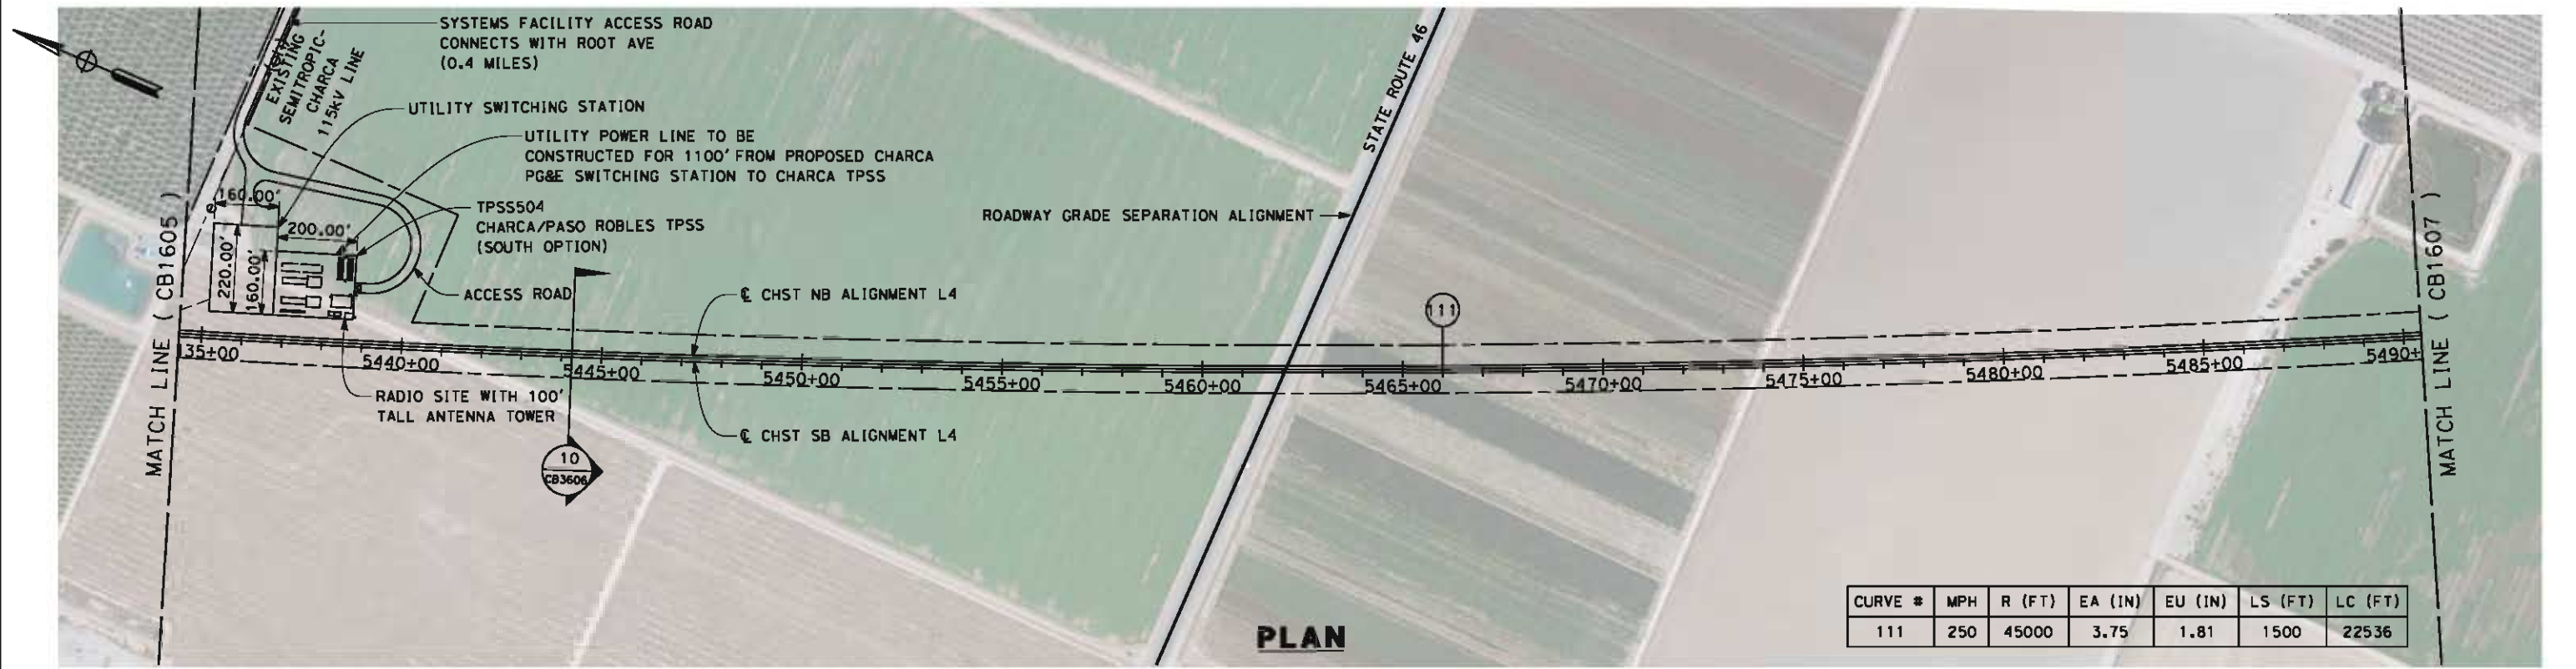 SYSTEMS FACILITY ACCESS ROAD
CONNECTS WITH ROOT AVE
(0.4 MILES)
EXISTING
SEMITROPIC-
CHARCA
115kV LINE
UTILITY SWITCHING STATION
UTILITY POWER LINE TO BE
CONSTRUCTED FOR 1100' FROM PROPOSED CHARCA
PG&E SWITCHING STATION TO CHARCA TPSS
TPSS504
CHARCA/PASO ROBLES TPSS
(SOUTH OPTION)
160.00'
200.00'
220.00'
160.00'
ACCESS ROAD
MATCH LINE ( CB1605 )
RADIO SITE WITH 100'
TALL ANTENNA TOWER
10
CB3606
℄ CHST NB ALIGNMENT L4
℄ CHST SB ALIGNMENT L4
ROADWAY GRADE SEPARATION ALIGNMENT
STATE ROUTE 46
111
35+00
5440+00
5445+00
5450+00
5455+00
5460+00
5465+00
5470+00
5475+00
5480+00
5485+00
5490+
MATCH LINE ( CB1607 )
PLAN
CURVE # MPH R (FT) EA (IN) EU (IN) LS (FT) LC (FT)
111 250 45000 3.75 1.81 1500 22536